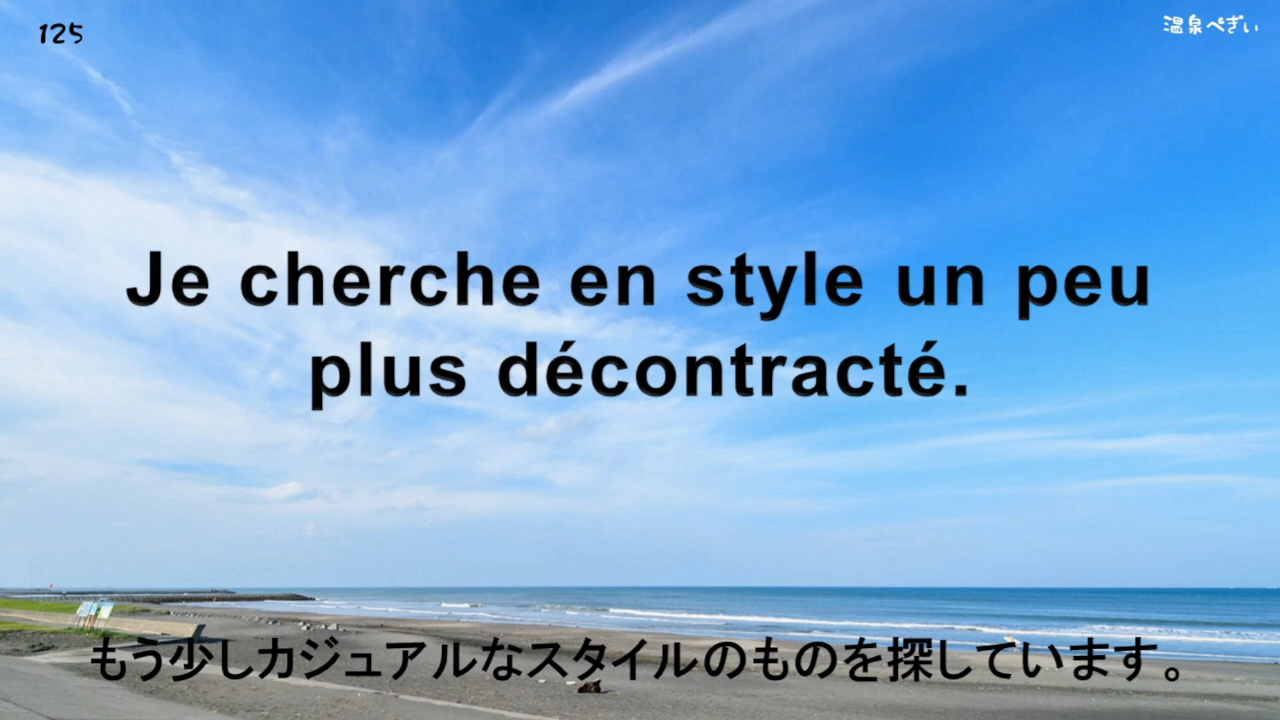 125
温泉ぺぎぃ
Je cherche en style un peu
plus décontracté.
もう少しカジュアルなスタイルのものを探しています。